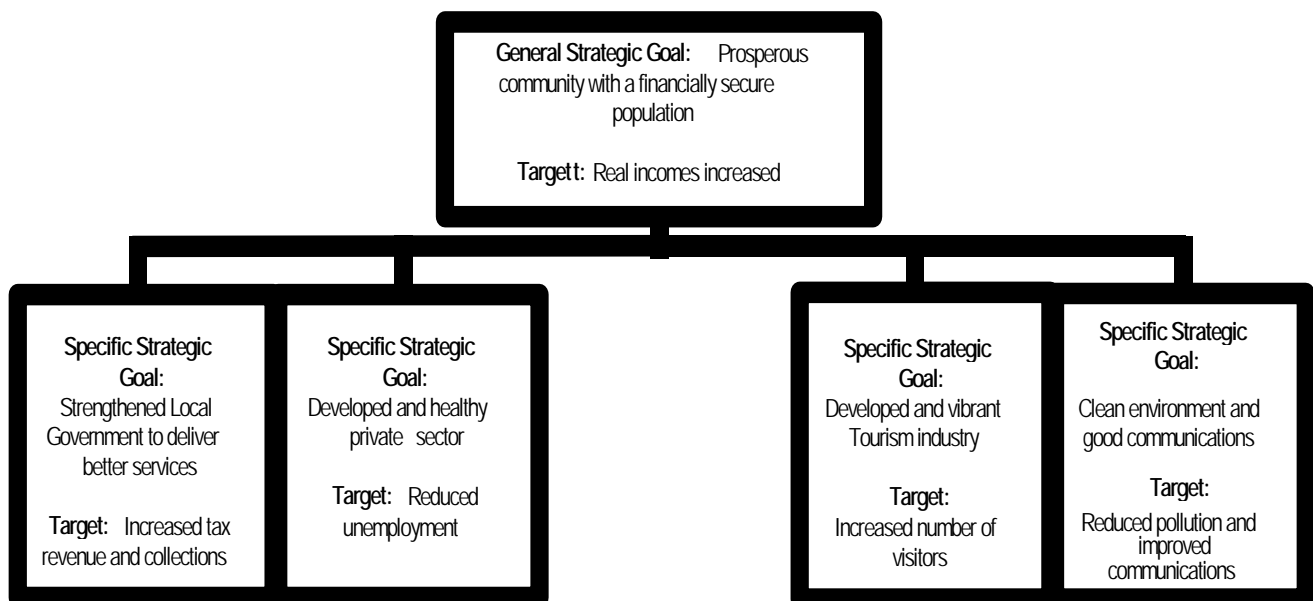 General Strategic Goal: Prosperous
community with a financially secure
population
Targett: Real incomes increased
Specific Strategic
Goal:
Strengthened Local
Government to deliver
better services
Target: Increased tax
revenue and collections
Specific Strategic
Goal:
Developed and healthy
private sector
Target: Reduced
unemployment
Specific Strategic
Goal:
Developed and vibrant
Tourism industry
Target:
Increased number of
visitors
Specific Strategic
Goal:
Clean environment and
good communications
Target:
Reduced pollution and
improved
communications